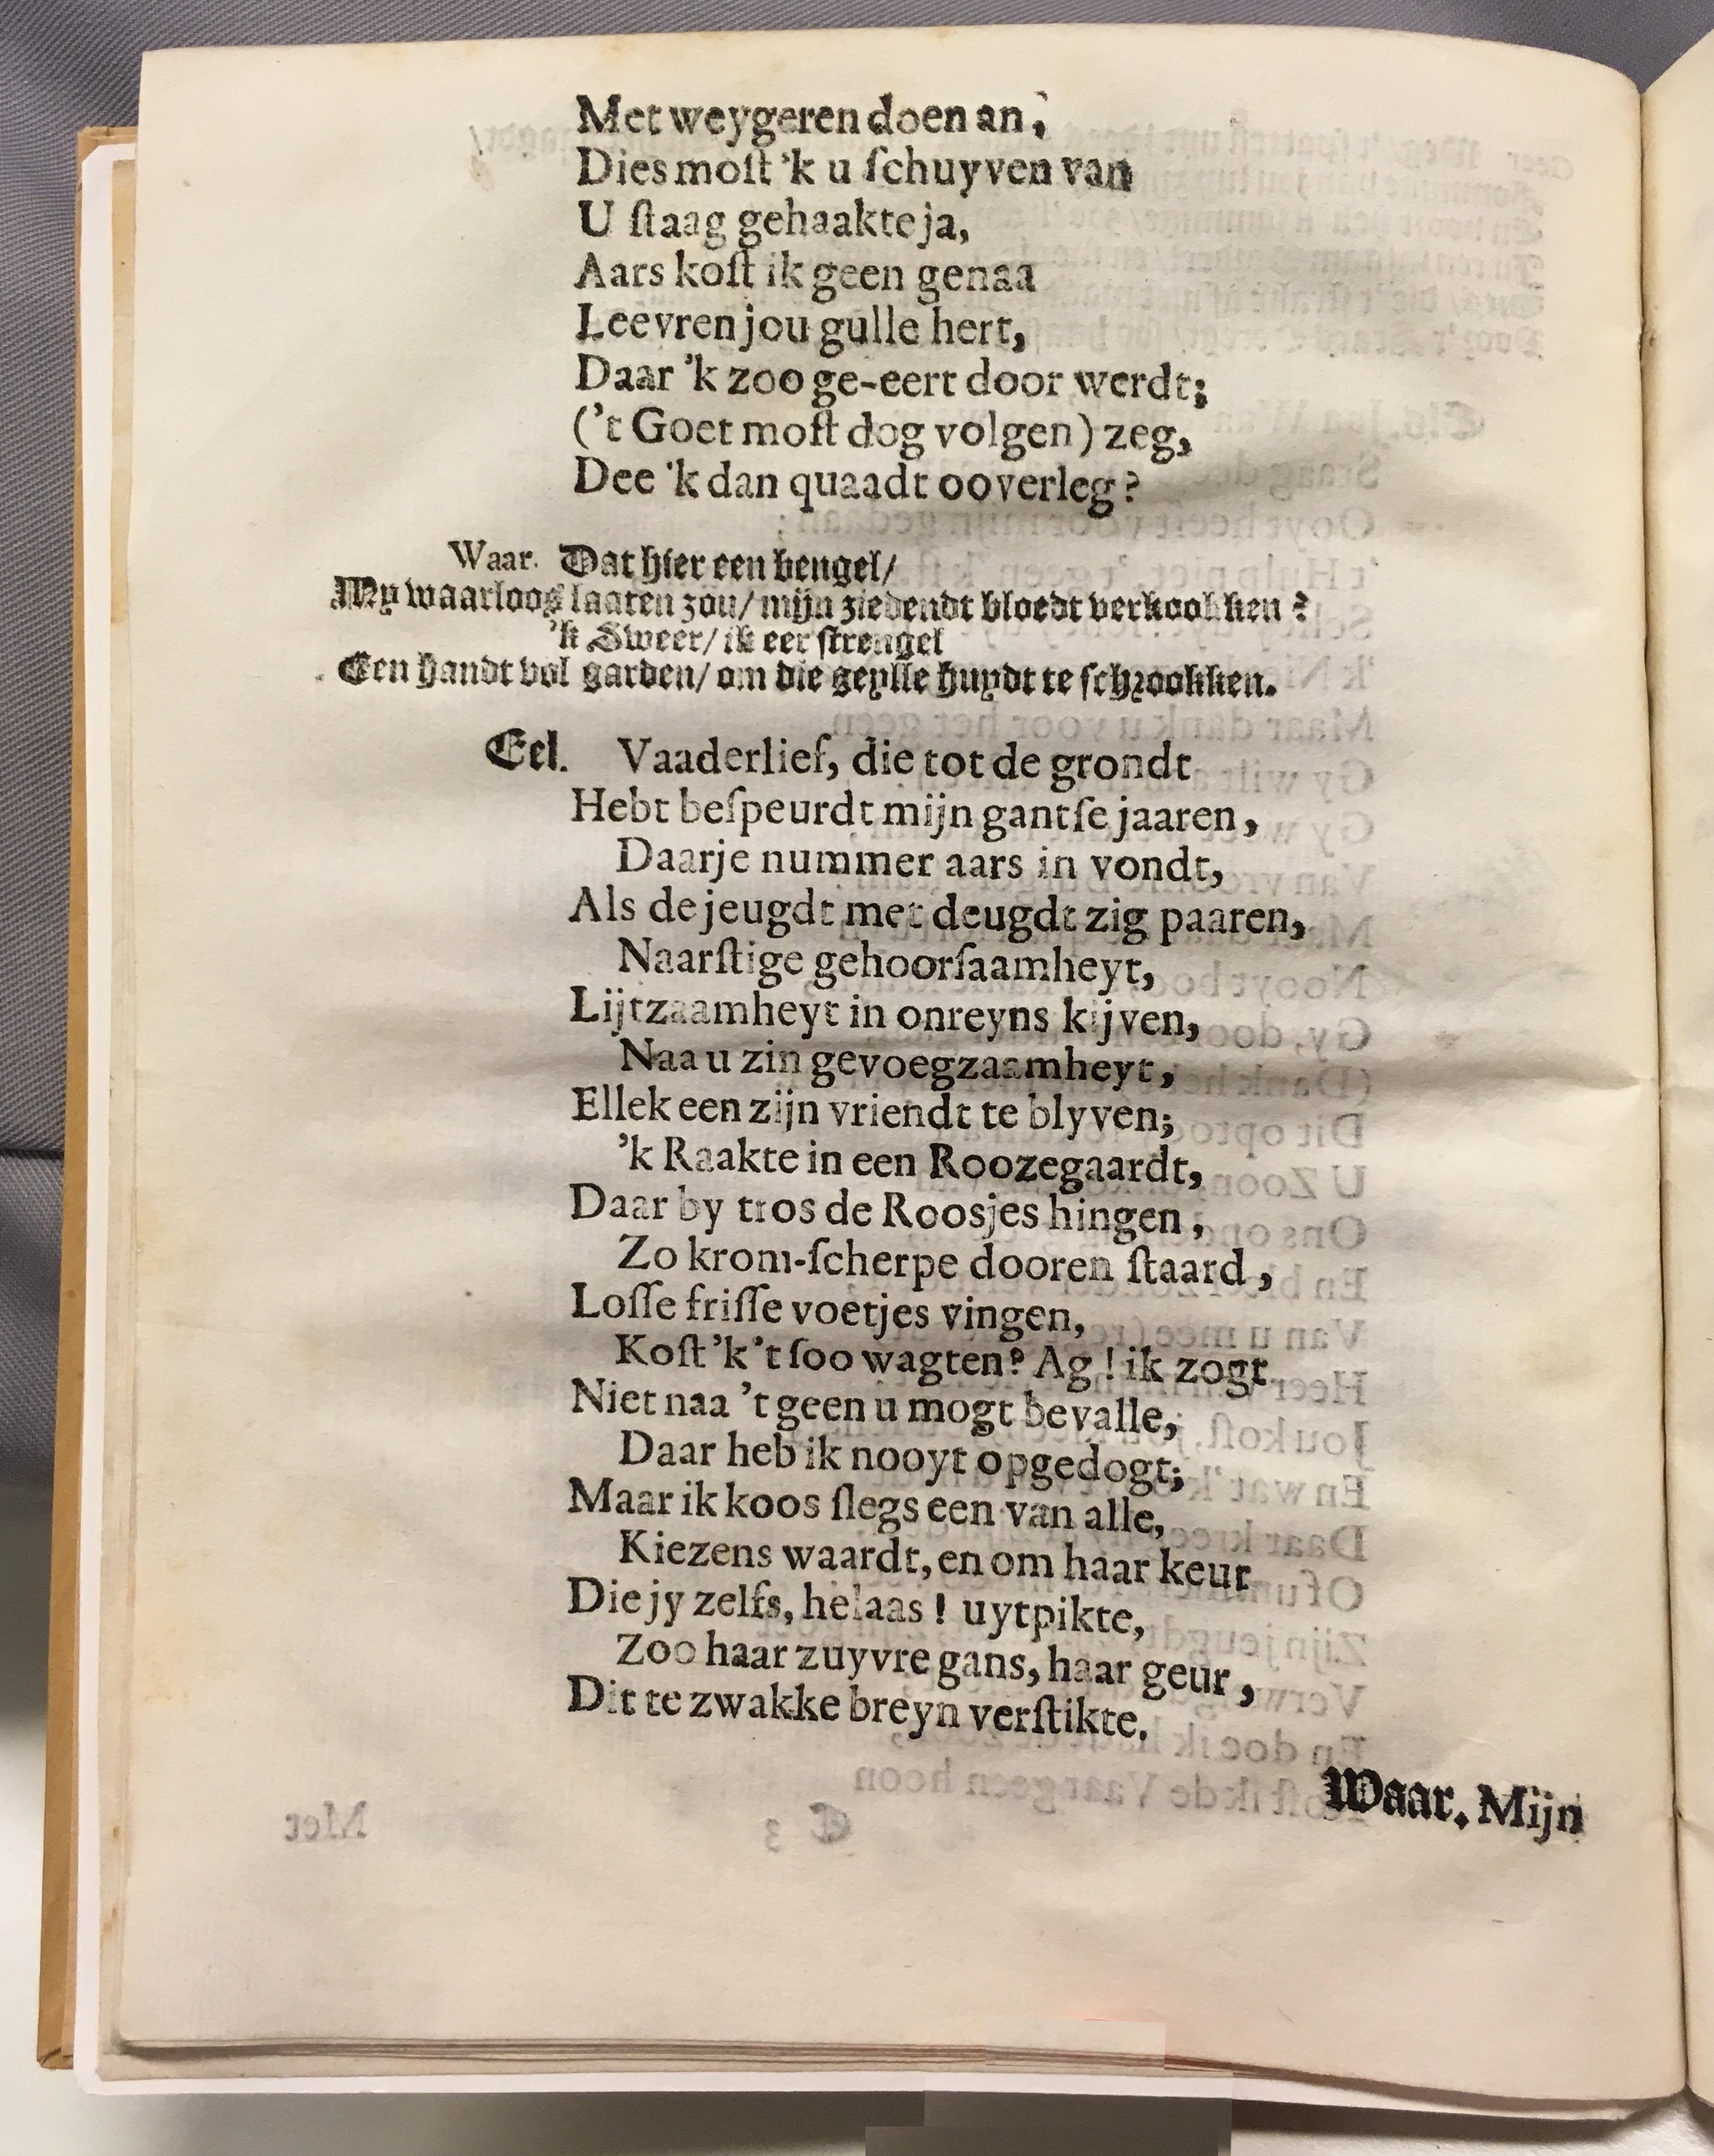 Met weygeren doen an,
Dies moſt 'k u ſchuyven van
U ſtaag gehaakte ja,
Aars koſt ik geen genaa
Leevren jou gulle hert,
Daar 'k zoo ge-eert door werdt;
('t Goet moſt dog volgen) zeg,
Dee 'k dan quaadt ooverleg?
Waar. Dat hier een bengel/
My waarloos laaten zou/ mijn ziedendt bloedt verkookken?
'k Sweer/ ik eer strengel
Een handt vol garden/ om die geylle huydt te schrookken.
Eel. Vaaderlief, die tot de grondt
Hebt beſpeurdt mijn gantſe jaaren,
Daarje nummer aars in vondt,
Als de jeugdt met deugdt zig paaren,
Naarſtige gehoorſaamheyt,
Lijtzaamheyt in onreyns kijven,
Naa u zin gevoegzaamheyt,
Ellek een zijn vriendt te blyven;
'k Raakte in een Roozegaardt,
Daar by tros de Roosjes hingen,
Zo krom-ſcherpe dooren ſtaard,
Loſſe friſſe voetjes vingen,
Koſt 'k 't ſoo wagten? Ag! ik zogt
Niet naa 't geen u mogt bevalle,
Daar heb ik nooyt opgedogt;
Maar ik koos ſlegs een van alle,
Kiezens waardt, en om haar keur
Die jy zelfs, helaas! uytpikte,
Zoo haar zuyvre gans, haar geur,
Dit te zwakke breyn verſtikte.
Waar. Mijn